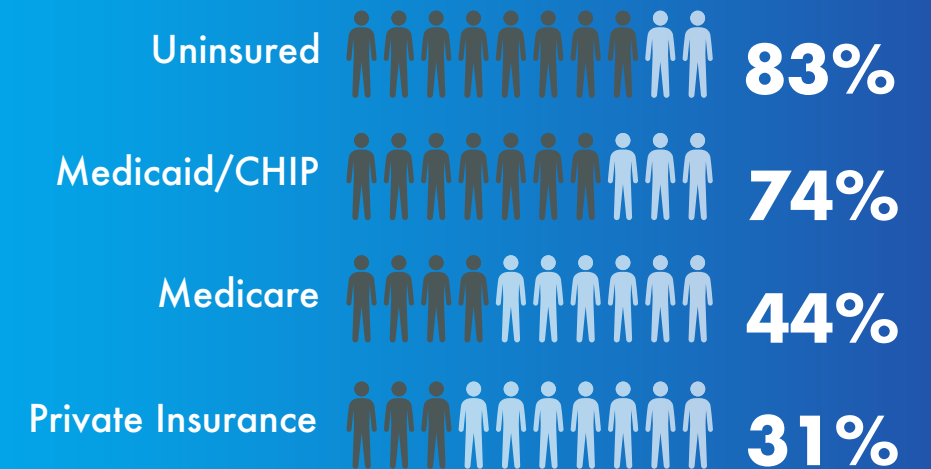 Uninsured 83%
Medicaid/CHIP 74%
Medicare 44%
Private Insurance 31%